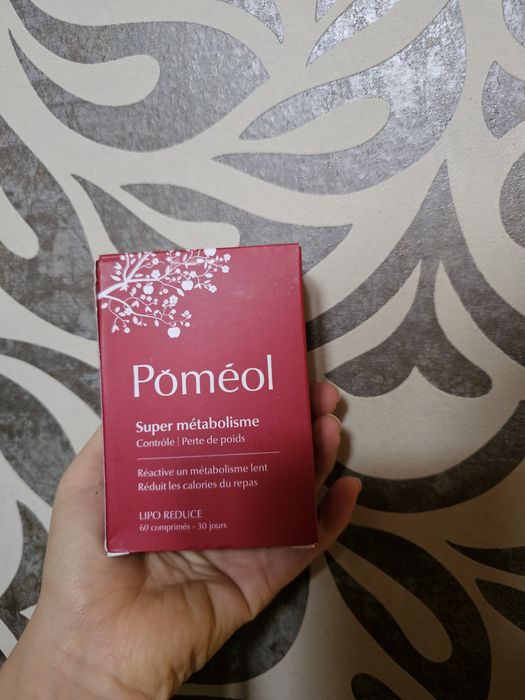 Poméol
Super métabolisme
Contrôle | Perte de poids
Réactive un métabolisme lent
Réduit les calories du repas
LIPO REDUCE
60 comprimés - 30 jours